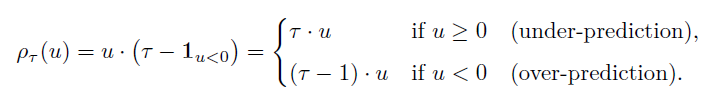 ρ_τ(u) = u · (τ − 𝟏_{u<0}) = { τ · u if u ≥ 0 (under-prediction),
(τ − 1) · u if u < 0 (over-prediction).